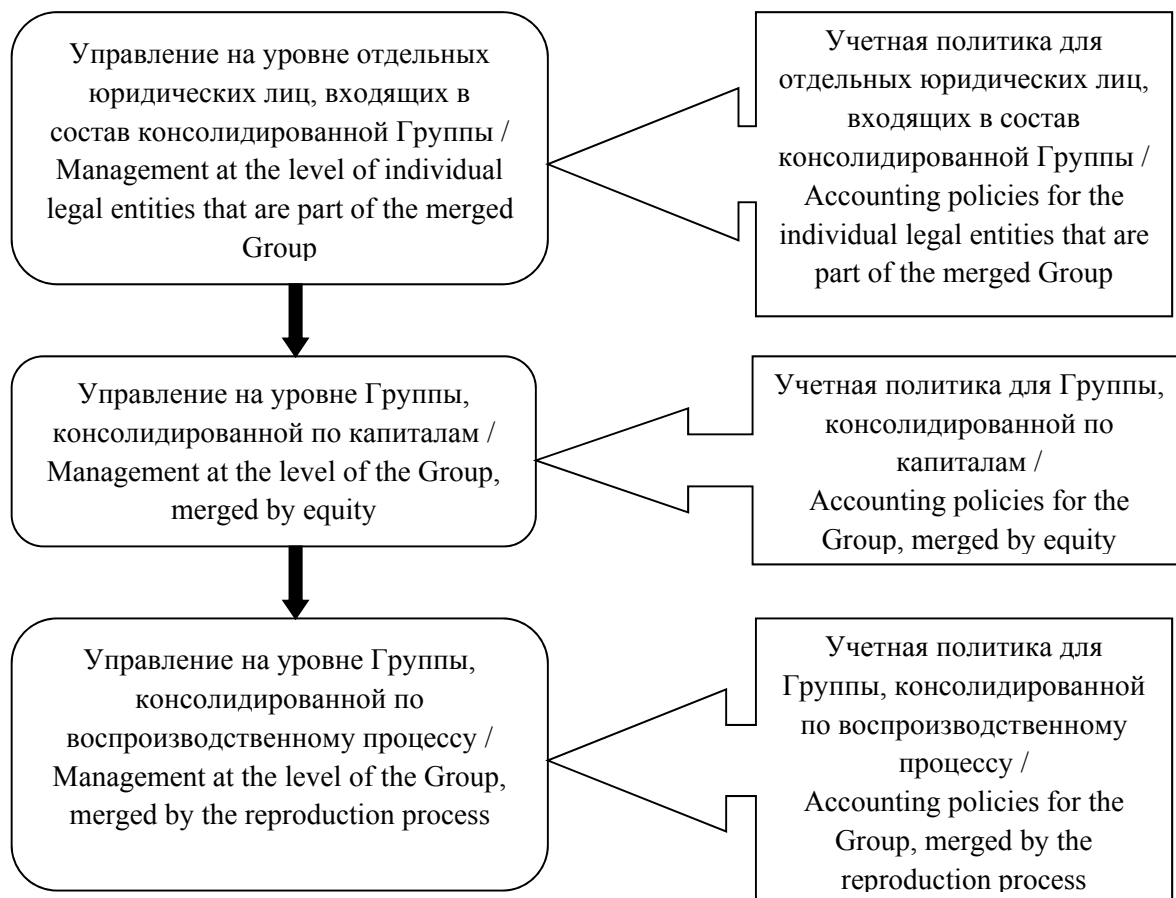 Управление на уровне отдельных
юридических лиц, входящих в
состав консолидированной Группы /
Management at the level of individual
legal entities that are part of the merged
Group
Учетная политика для
отдельных юридических лиц,
входящих в состав
консолидированной Группы /
Accounting policies for the
individual legal entities that are
part of the merged Group
Управление на уровне Группы,
консолидированной по капиталам /
Management at the level of the Group,
merged by equity
Учетная политика для Группы,
консолидированной по
капиталам /
Accounting policies for the
Group, merged by equity
Управление на уровне Группы,
консолидированной по
воспроизводственному процессу /
Management at the level of the Group,
merged by the reproduction process
Учетная политика для
Группы, консолидированной
по воспроизводственному
процессу /
Accounting policies for the
Group, merged by the
reproduction process